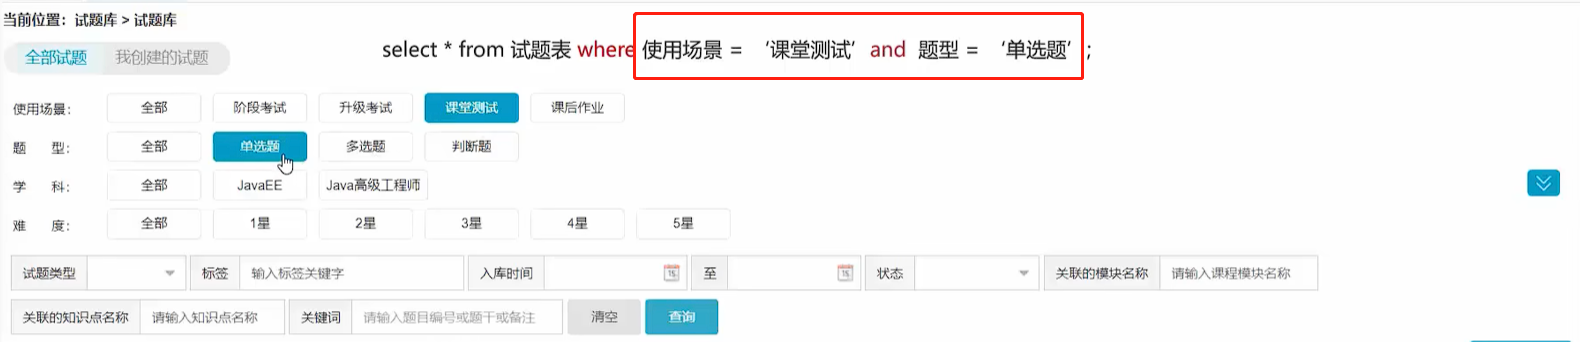 当前位置：试题库 > 试题库
select * from 试题表 where 使用场景 = ‘课堂测试’ and 题型 = ‘单选题’ ;
全部试题 我创建的试题
使用场景： 全部 阶段考试 升级考试 课堂测试 课后作业
题 型： 全部 单选题 多选题 判断题
学 科： 全部 JavaEE Java高级工程师
难 度： 全部 1星 2星 3星 4星 5星
试题类型 标签 输入标签关键字 入库时间 15 至 15 状态 关联的模块名称 请输入课程模块名称
关联的知识点名称 请输入知识点名称 关键词 请输入题目编号或题干或备注 清空 查询